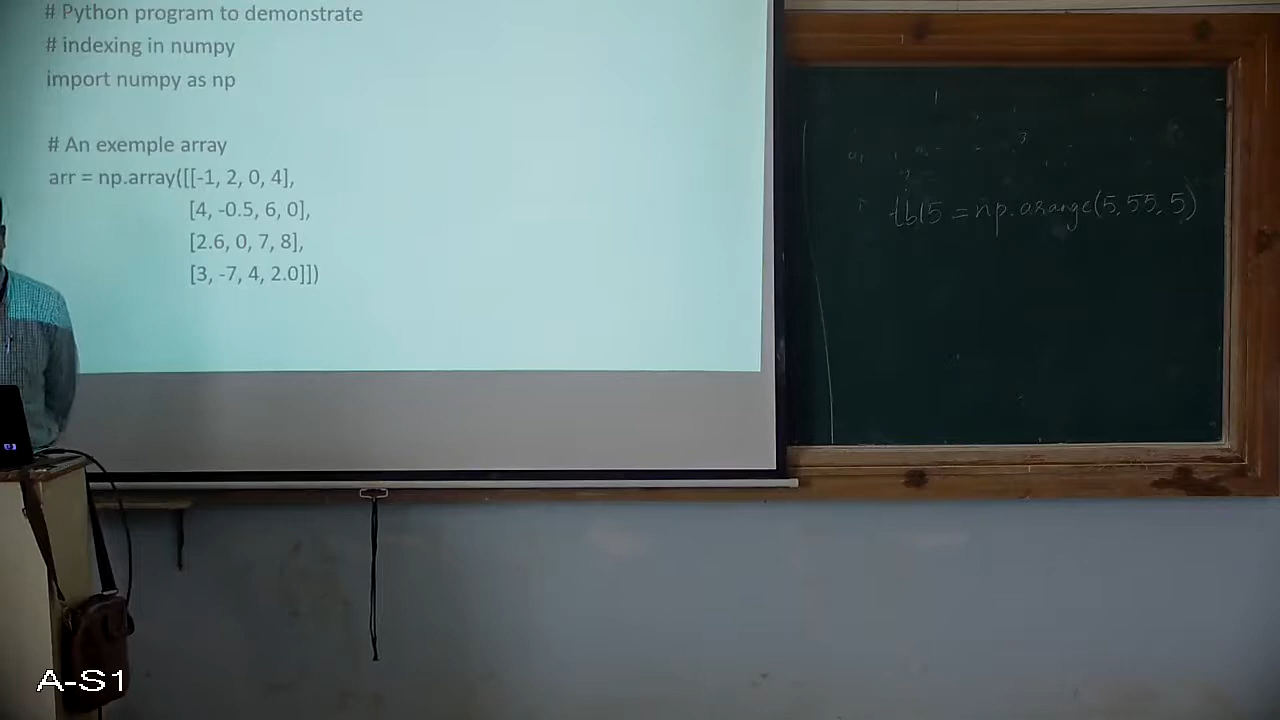 # Python program to demonstrate
# indexing in numpy
import numpy as np
# An exemple array
arr = np.array([[-1, 2, 0, 4],
[4, -0.5, 6, 0],
[2.6, 0, 7, 8],
[3, -7, 4, 2.0]])
tbl5 = np.arange(5, 55, 5)
A-S1